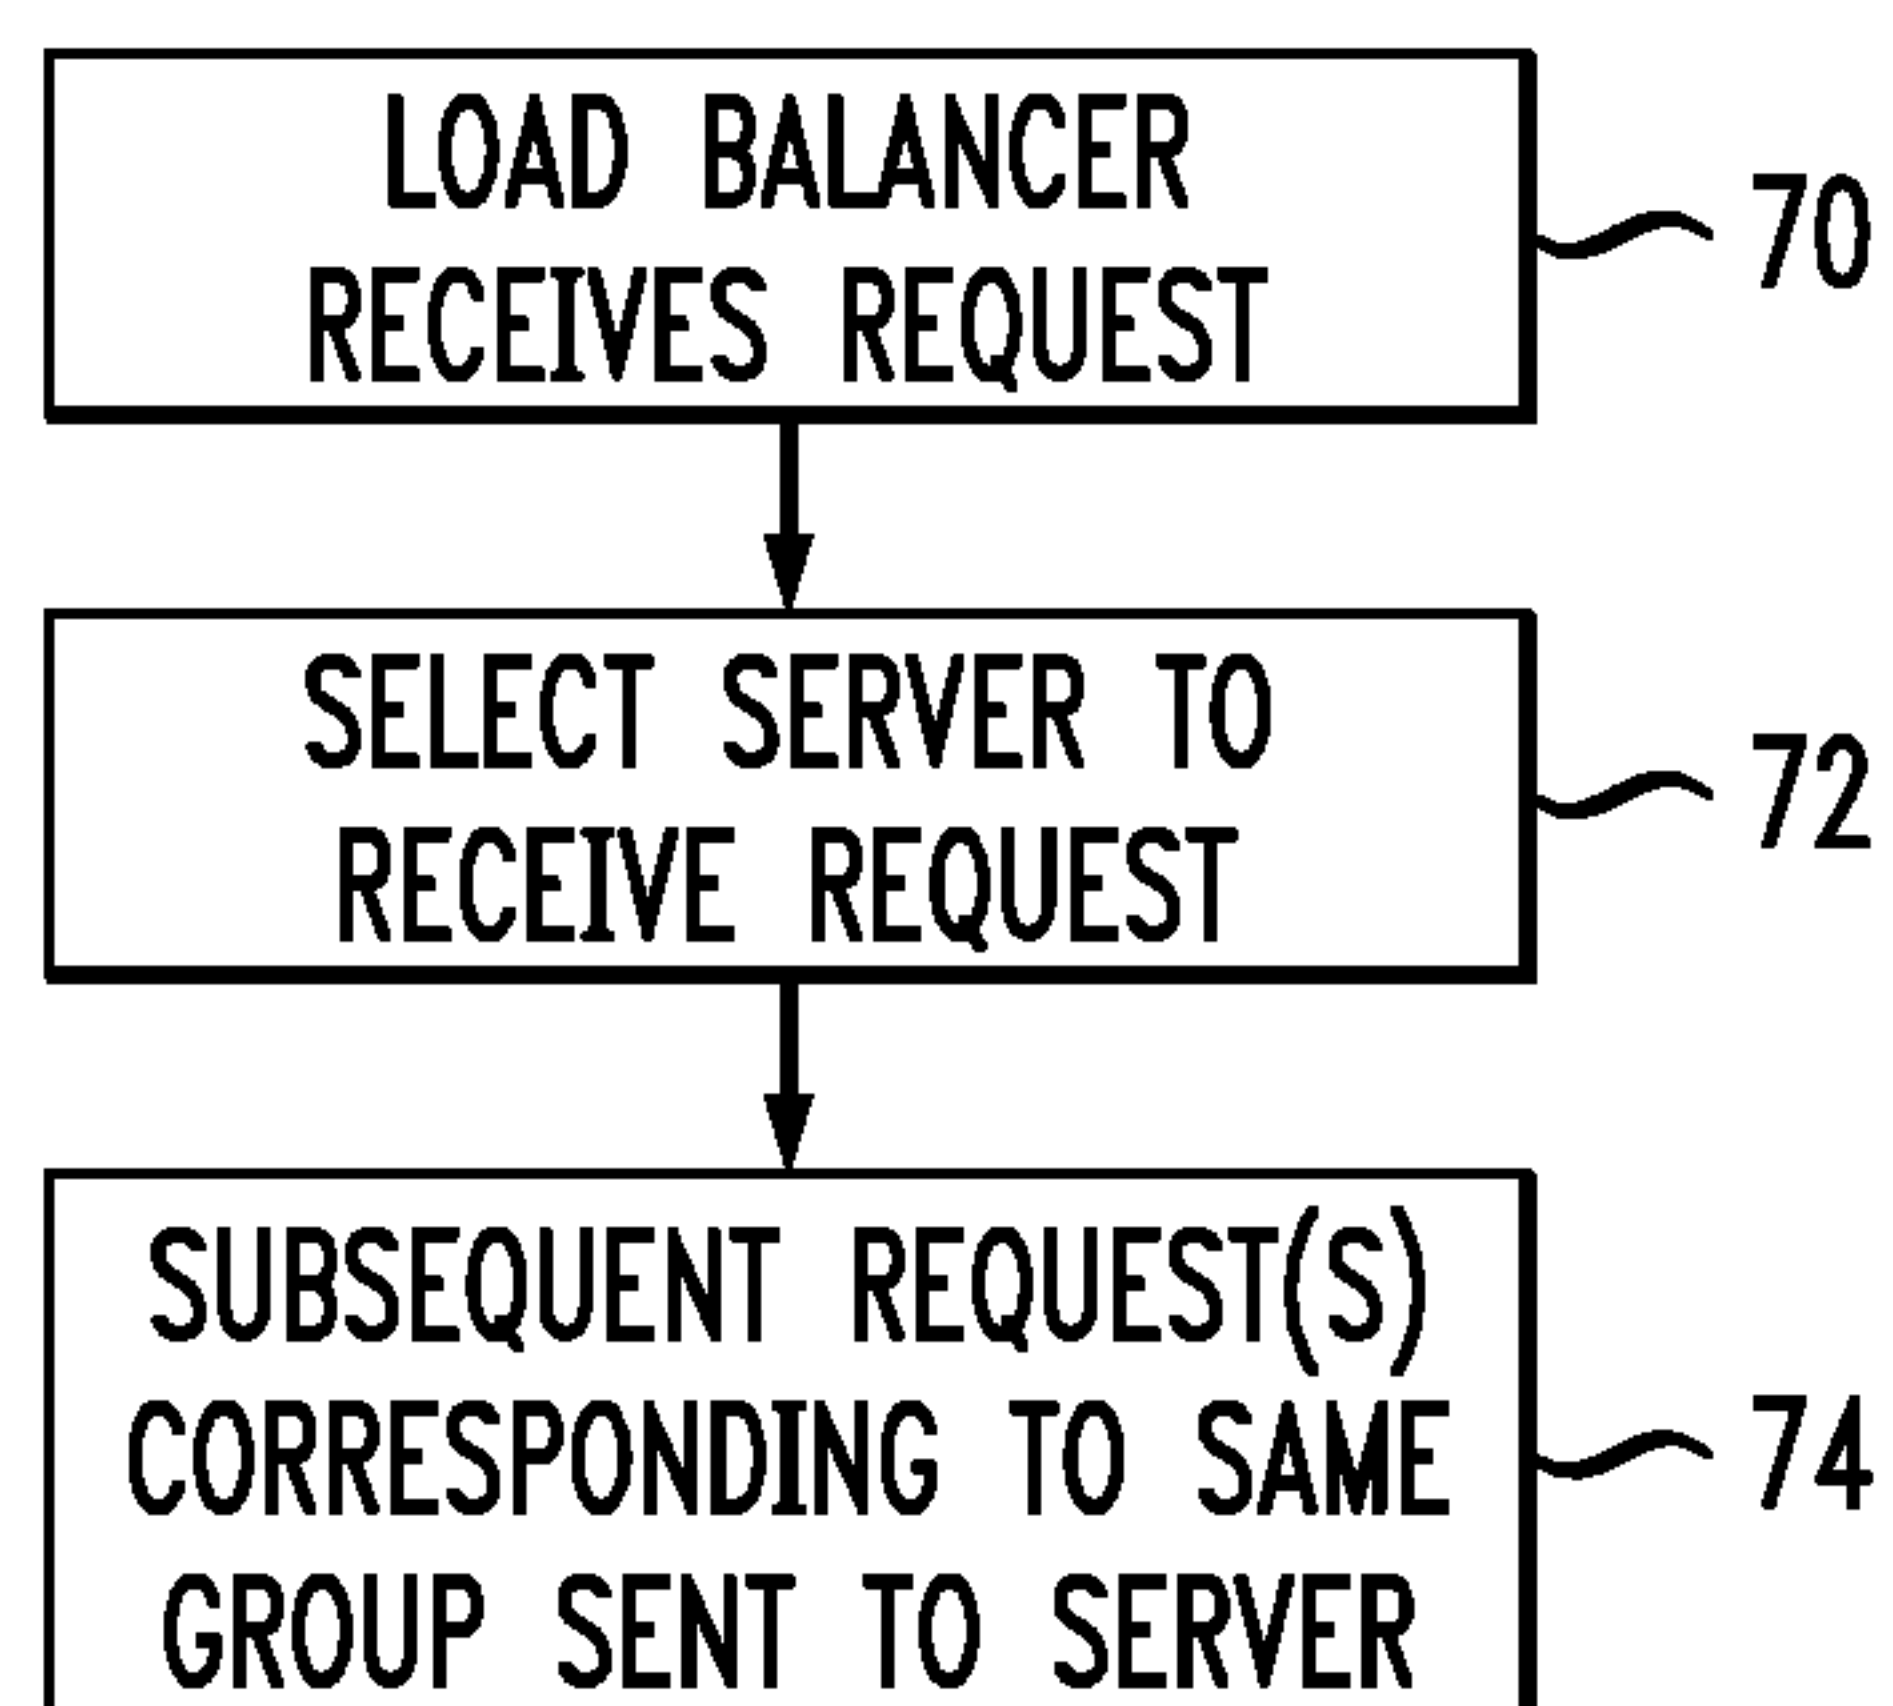 LOAD BALANCER
RECEIVES REQUEST
70
SELECT SERVER TO
RECEIVE REQUEST
72
SUBSEQUENT REQUEST(S)
CORRESPONDING TO SAME
GROUP SENT TO SERVER
74